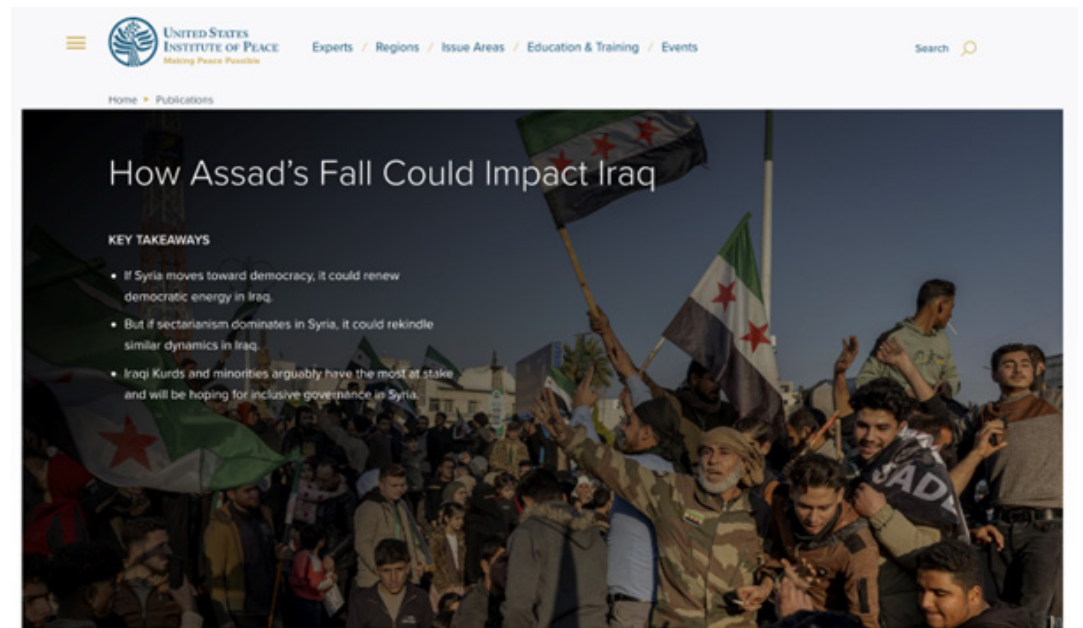 UNITED STATES
INSTITUTE OF PEACE
Making Peace Possible
Experts / Regions / Issue Areas / Education & Training / Events
Search
Home ▸ Publications
How Assad's Fall Could Impact Iraq
KEY TAKEAWAYS
• If Syria moves toward democracy, it could renew
democratic energy in Iraq.
• But if sectarianism dominates in Syria, it could rekindle
similar dynamics in Iraq.
• Iraqi Kurds and minorities arguably have the most at stake
and will be hoping for inclusive governance in Syria.